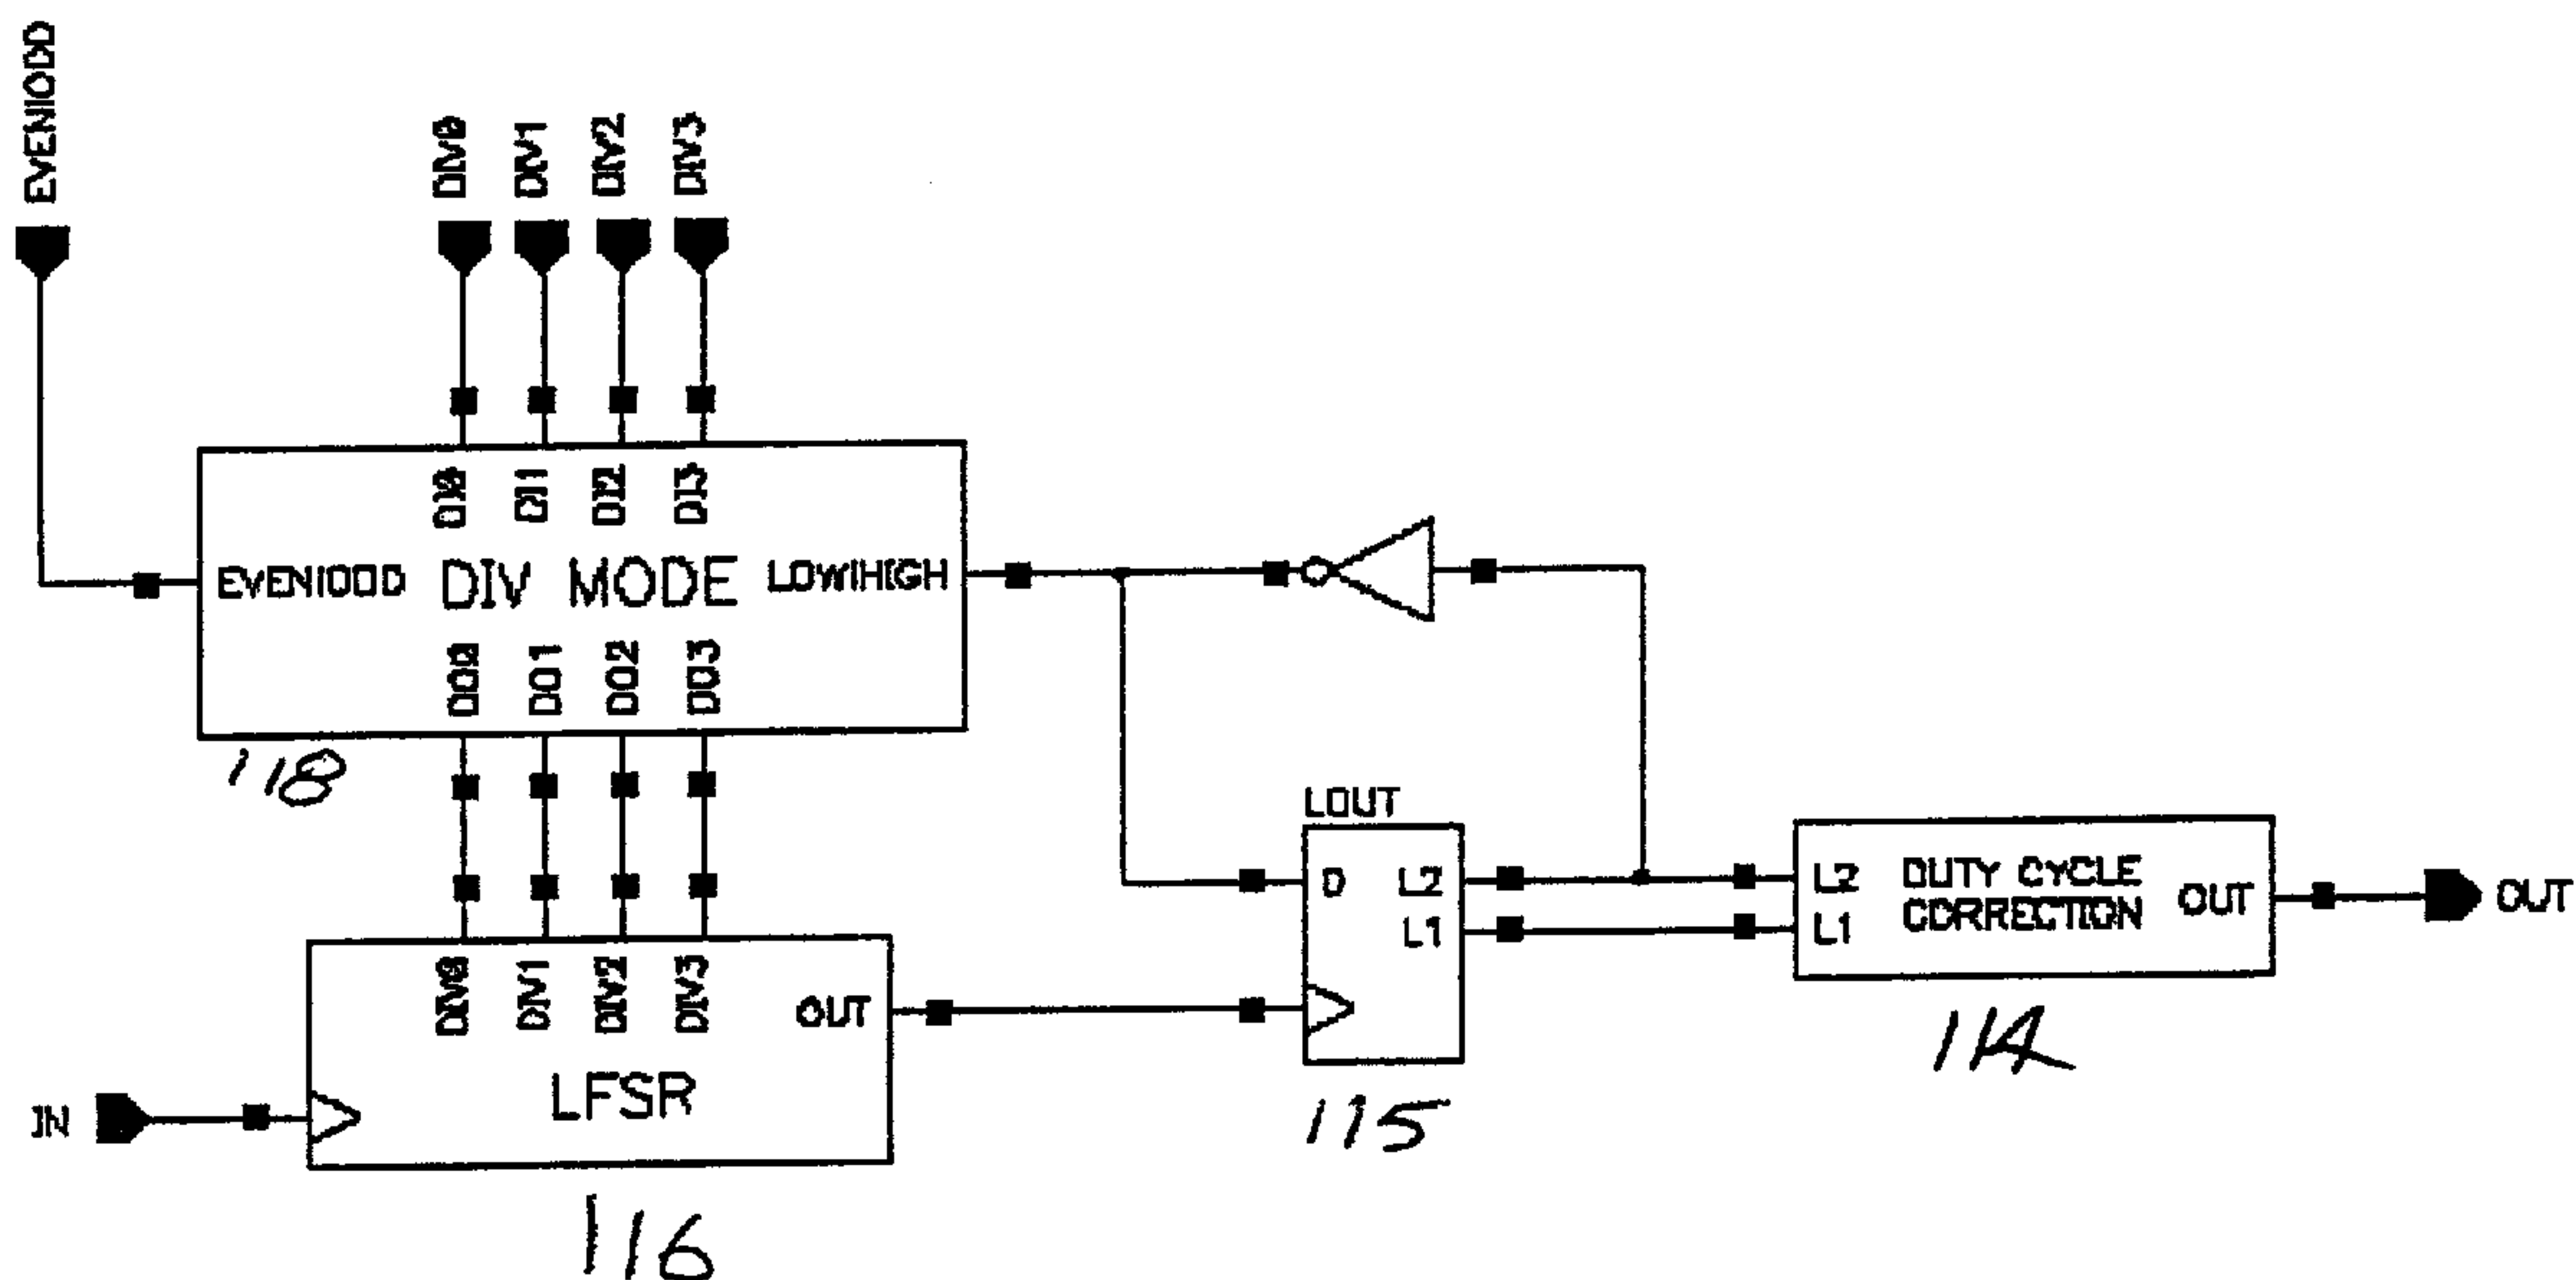 EVENIODD
DIV0 DIV1 DIV2 DIV3
DI0 DI1 DI2 DI3
EVENIODD DIV MODE LOWIHIGH
DO0 DO1 DO2 DO3
118
LOUT
D L2
L1
L2 DUTY CYCLE
L1 CORRECTION OUT
OUT
114
DIV0 DIV1 DIV2 DIV3
OUT
LFSR
IN
115
116